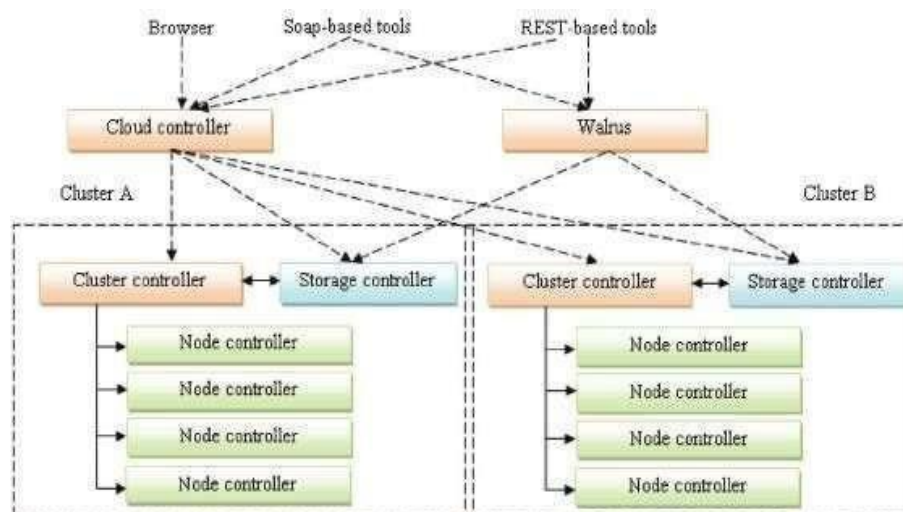 Browser
Soap-based tools
REST-based tools
Cloud controller
Walrus
Cluster A
Cluster B
Cluster controller
Storage controller
Cluster controller
Storage controller
Node controller
Node controller
Node controller
Node controller
Node controller
Node controller
Node controller
Node controller